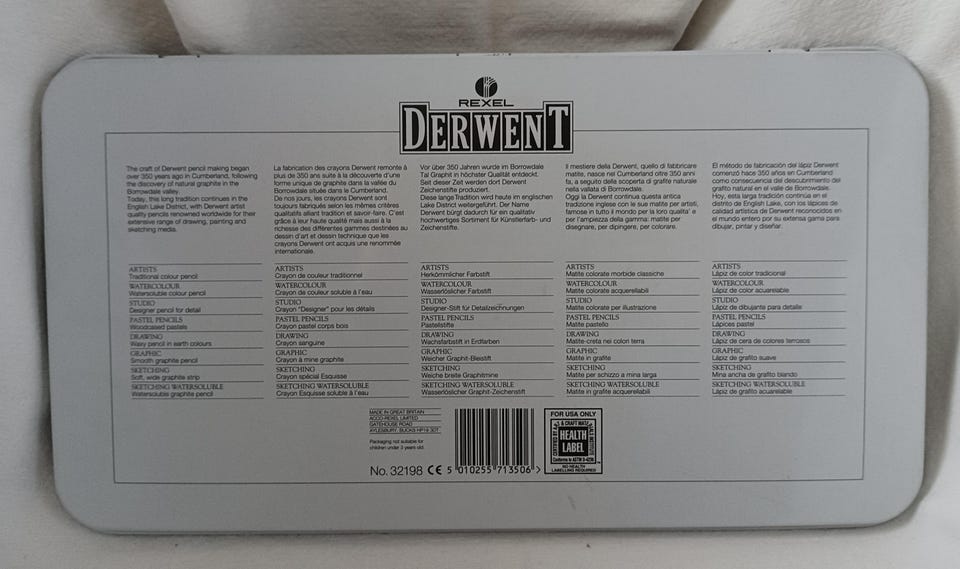 REXEL
DERWENT
The craft of Derwent pencil making began
over 350 years ago in Cumberland, following
the discovery of natural graphite in the
Borrowdale valley.
Today, this long tradition continues in the
English Lake District, with Derwent artist
quality pencils renowned worldwide for their
extensive range of drawing, painting and
sketching media.
La fabrication des crayons Derwent remonte à
plus de 350 ans suite à la découverte d'une
forme unique de graphite dans la vallée du
Borrowdale située dans le Cumberland.
De nos jours, les crayons Derwent sont
toujours fabriqués selon les mêmes critères
qualitatifs alliant tradition et savoir-faire. C'est
grâce à leur haute qualité mais aussi à la
richesse des différentes gammes destinées au
dessin d'art et dessin technique que les
crayons Derwent ont acquis une renommée
internationale.
Vor über 350 Jahren wurde im Borrowdale
Tal Graphit in höchster Qualität entdeckt.
Seit dieser Zeit werden dort Derwent
Zeichenstifte produziert.
Diese lange Tradition wird heute im englischen
Lake District weitergeführt. Der Name
Derwent bürgt dadurch für ein qualitativ
hochwertiges Sortiment für Künstlerfarb- und
Zeichenstifte.
Il mestiere della Derwent, quello di fabbricare
matite, nasce nel Cumberland oltre 350 anni
fa, a seguito delle scoperta di grafite naturale
nella vallata di Borrowdale.
Oggi la Derwent continua questa antica
tradizione inglese con le sue matite per artisti,
famose in tutto il mondo per la loro qualita' e
per l'ampiezza della gamma: matite per
disegnare, per dipingere, per colorare.
El método de fabricación del lápiz Derwent
comenzó hace 350 años en Cumberland
como consecuencia del descubrimiento del
grafito natural en el valle de Borrowdale.
Hoy, esta larga tradición continúa en el
distrito de English Lake, con los lápices de
calidad artística de Derwent reconocidos en
el mundo entero por su extensa gama para
dibujar, pintar y diseñar.
ARTISTS
Traditional colour pencil
WATERCOLOUR
Watersoluble colour pencil
STUDIO
Designer pencil for detail
PASTEL PENCILS
Woodcased pastels
DRAWING
Waxy pencil in earth colours
GRAPHIC
Smooth graphite pencil
SKETCHING
Soft, wide graphite strip
SKETCHING WATERSOLUBLE
Watersoluble graphite pencil
ARTISTS
Crayon de couleur traditionnel
WATERCOLOUR
Crayon de couleur soluble à l'eau
STUDIO
Crayon "Designer" pour les détails
PASTEL PENCILS
Crayon pastel corps bois
DRAWING
Crayon sanguine
GRAPHIC
Crayon à mine graphite
SKETCHING
Crayon spécial Esquisse
SKETCHING WATERSOLUBLE
Crayon Esquisse soluble à l'eau
ARTISTS
Herkömmlicher Farbstift
WATERCOLOUR
Wasserlöslicher Farbstift
STUDIO
Designer-Stift für Detailzeichnungen
PASTEL PENCILS
Pastellstifte
DRAWING
Wachsfarbstift in Erdfarben
GRAPHIC
Weicher Graphit-Bleistift
SKETCHING
Weiche breite Graphitmine
SKETCHING WATERSOLUBLE
Wasserlöslicher Graphit-Zeichenstift
ARTISTS
Matite colorate morbide classiche
WATERCOLOUR
Matite colorate acquerellabili
STUDIO
Matite colorate per illustrazione
PASTEL PENCILS
Matite pastello
DRAWING
Matite-creta nei colori terra
GRAPHIC
Matite in grafite
SKETCHING
Matite per schizzo a mina larga
SKETCHING WATERSOLUBLE
Matite in grafite acquerellabili
ARTISTS
Lápiz de color tradicional
WATERCOLOUR
Lápiz de color acuarelable
STUDIO
Lápiz de dibujante para detalle
PASTEL PENCILS
Lápices pastel
DRAWING
Lápiz de cera de colores terrosos
GRAPHIC
Lápiz de grafito suave
SKETCHING
Mina ancha de grafito blando
SKETCHING WATERSOLUBLE
Lápiz de grafito acuarelable
MADE IN GREAT BRITAIN
ACCO-REXEL LIMITED
GATEHOUSE ROAD
AYLESBURY, BUCKS HP19 3DT
Packaging not suitable for
children under 3 years old.
No. 32198 CE 5 010255 713506 >
FOR USA ONLY
& CRAFT MAT
HEALTH
LABEL
Conforms to ASTM D-4236
NO HEALTH
LABELLING REQUIRED